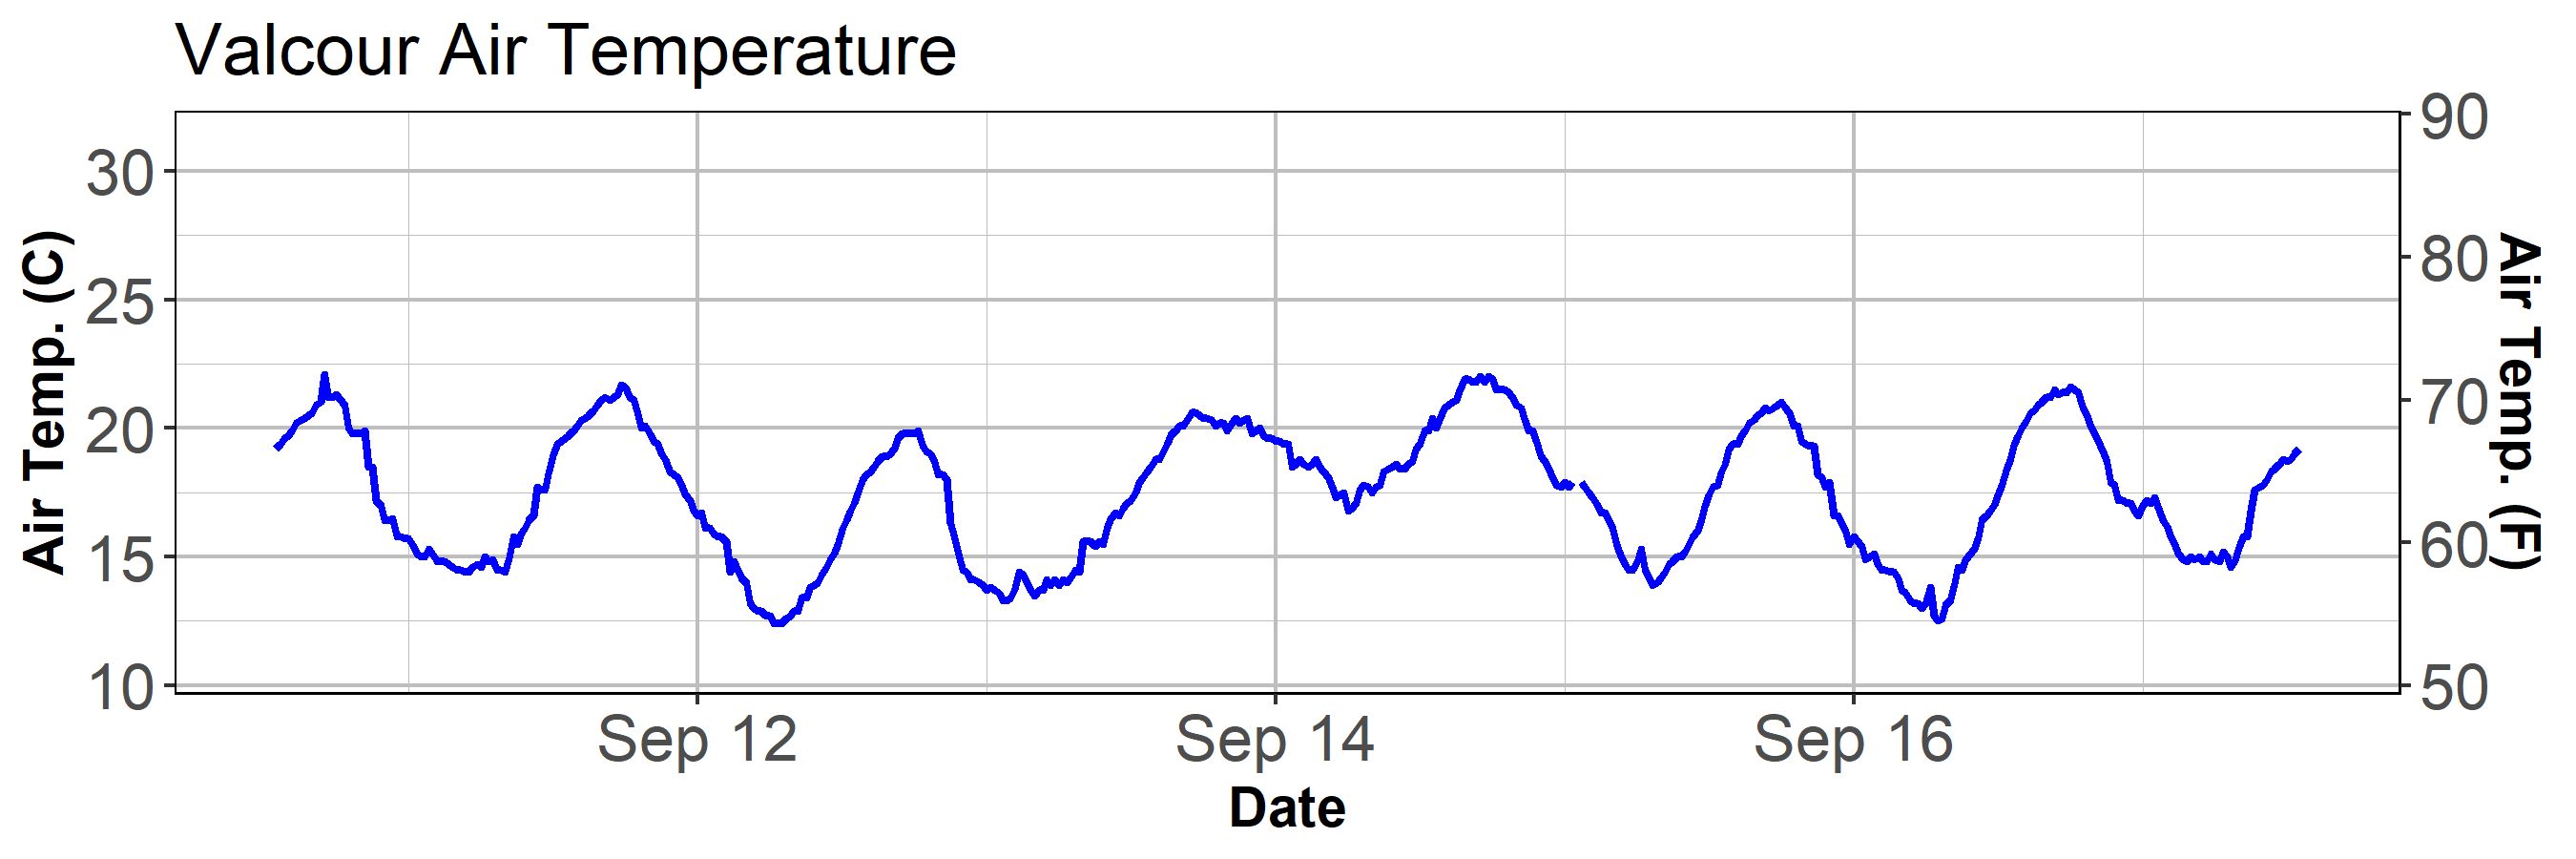 Valcour Air Temperature
Air Temp. (C)
30
25
20
15
10
90
80
70
60
50
Air Temp. (F)
Sep 12
Sep 14
Sep 16
Date